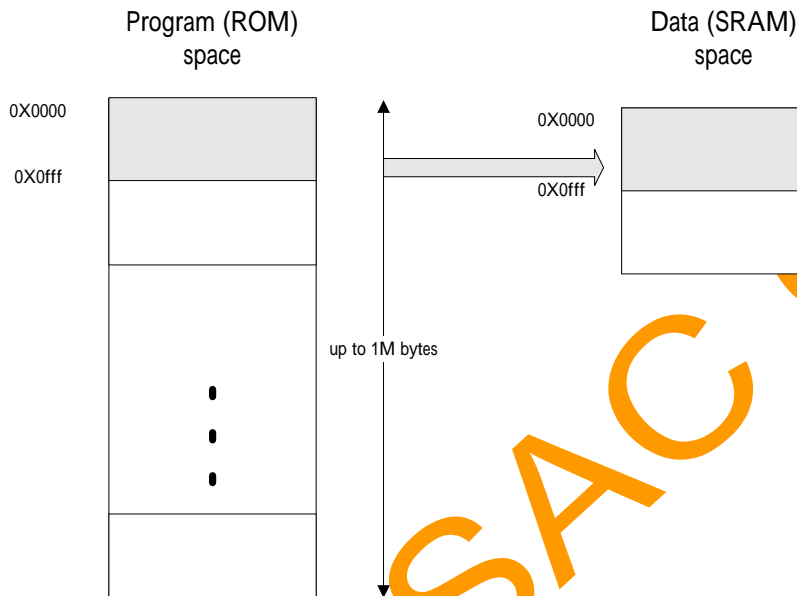 Program (ROM)
space
Data (SRAM)
space
0X0000
0X0fff
0X0000
0X0fff
up to 1M bytes
SAC